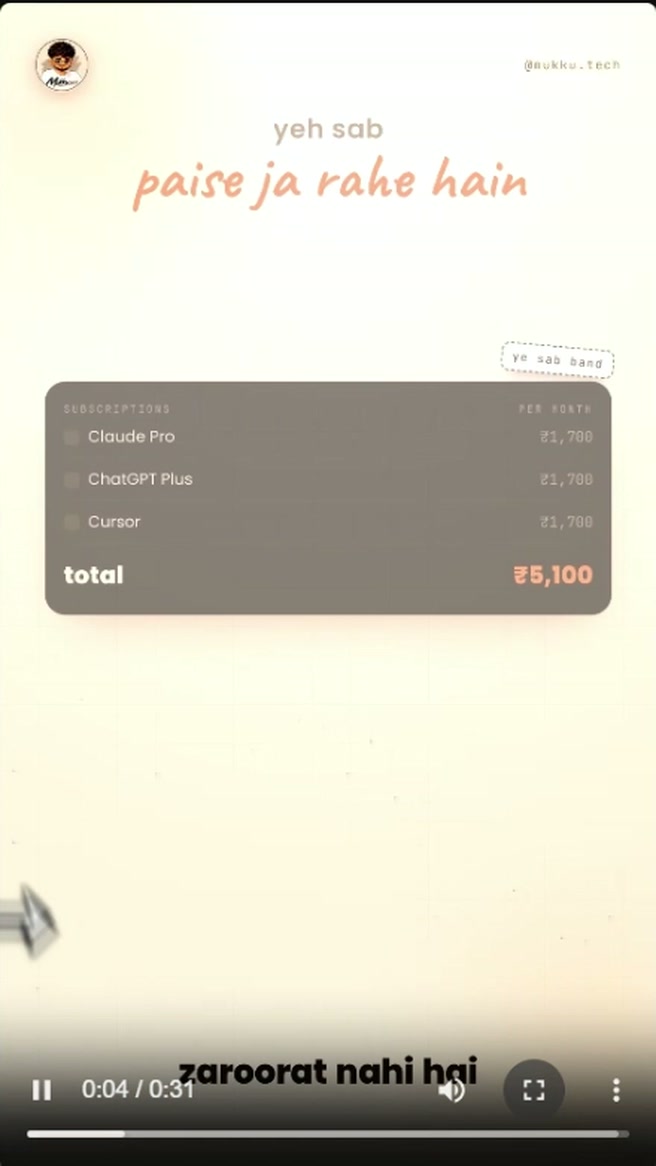 @mukku.tech
yeh sab
paise ja rahe hain
ye sab band
SUBSCRIPTIONS PER MONTH
Claude Pro ₹1,700
ChatGPT Plus ₹1,700
Cursor ₹1,700
total ₹5,100
zaroorat nahi hai
0:04 / 0:31